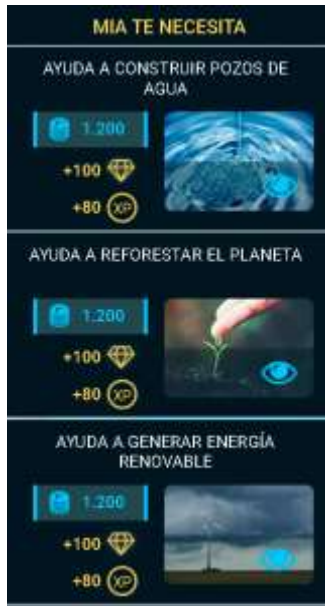 MIA TE NECESITA
AYUDA A CONSTRUIR POZOS DE
AGUA
1.200
+100
+80 XP
AYUDA A REFORESTAR EL PLANETA
1.200
+100
+80 XP
AYUDA A GENERAR ENERGÍA
RENOVABLE
1.200
+100
+80 XP